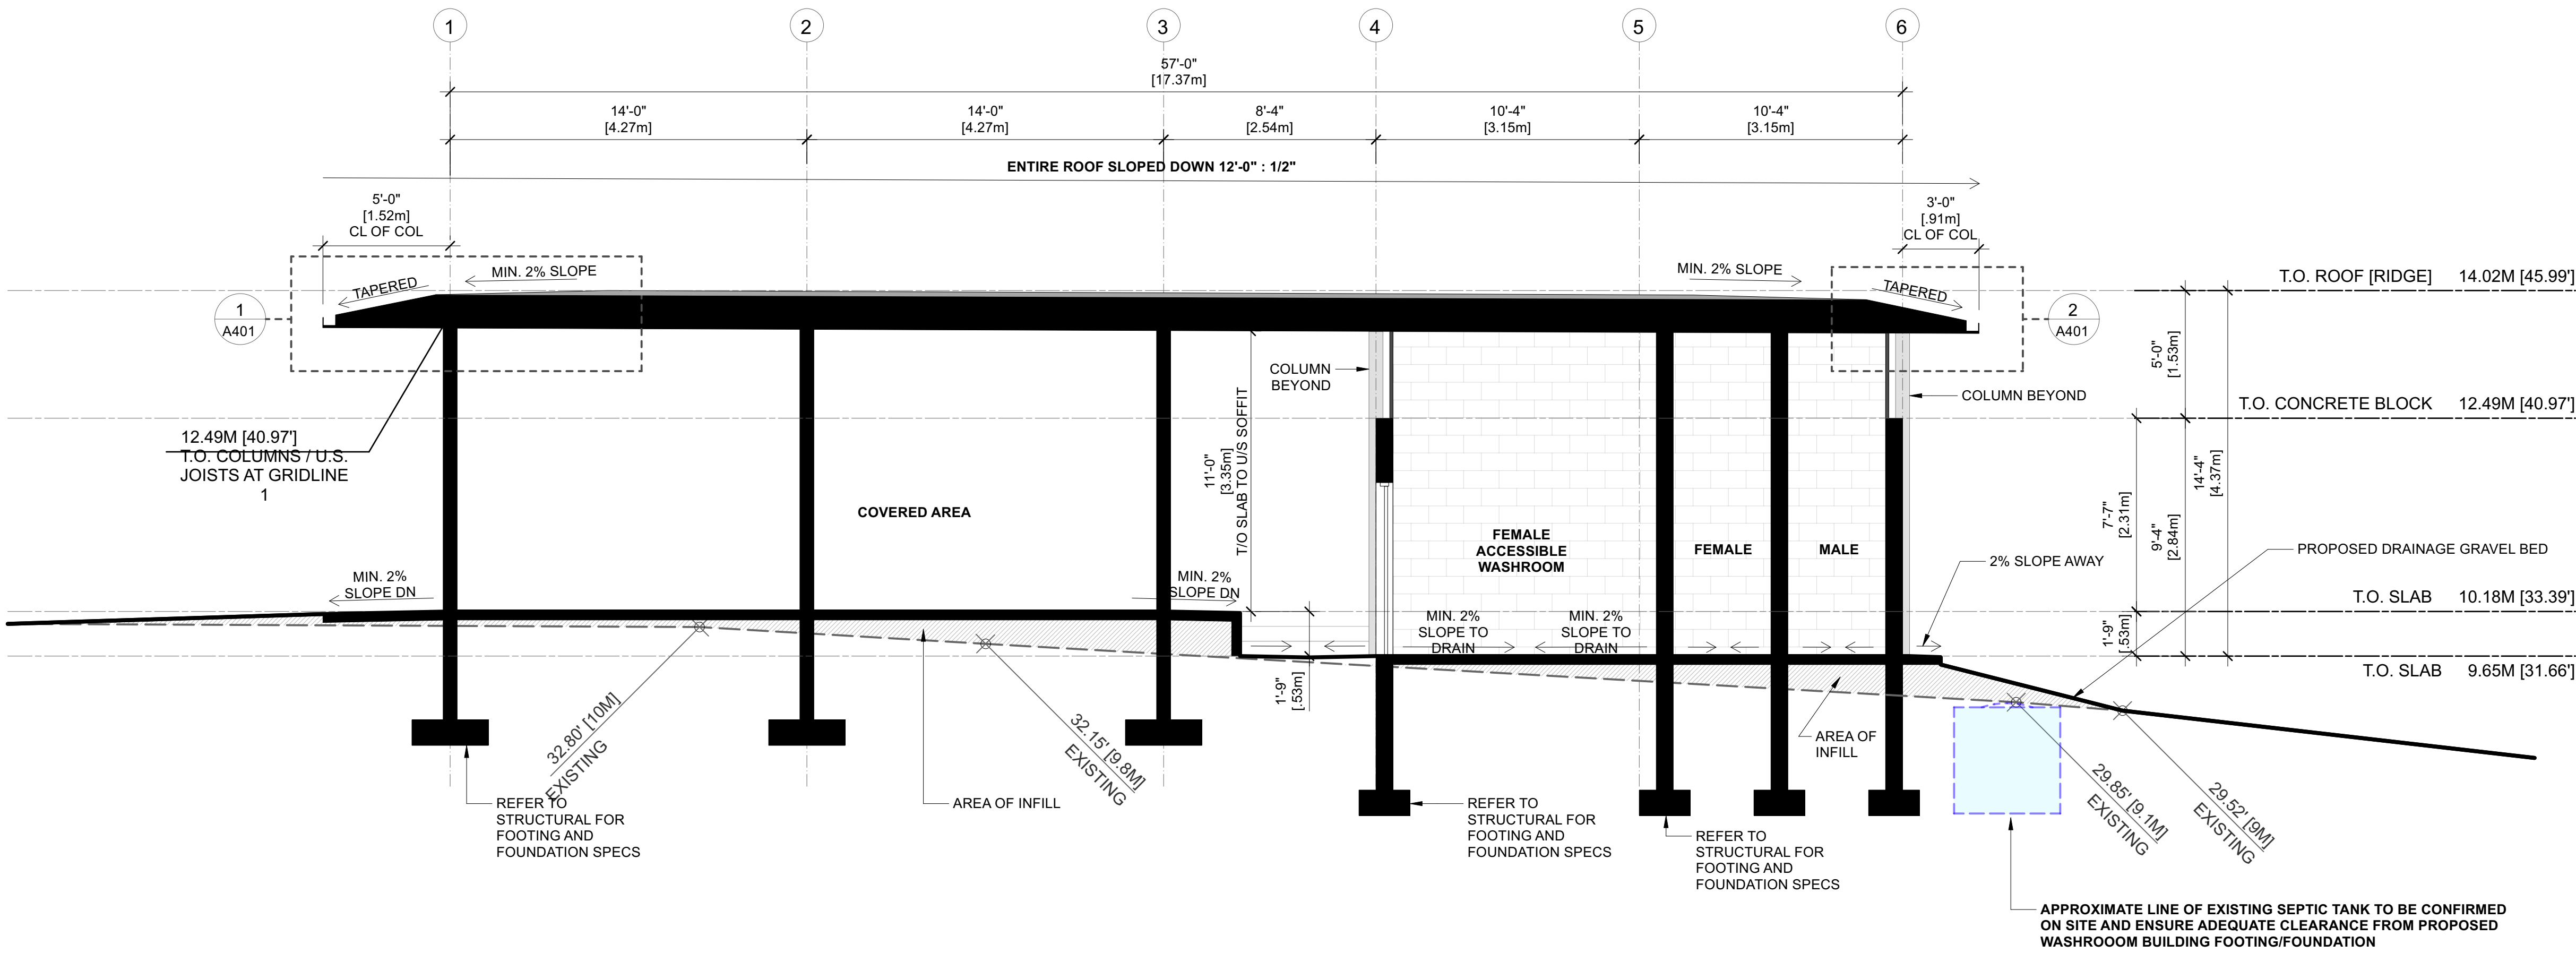 1
2
3
4
5
6
57'-0"
[17.37m]
14'-0"
[4.27m]
14'-0"
[4.27m]
8'-4"
[2.54m]
10'-4"
[3.15m]
10'-4"
[3.15m]
ENTIRE ROOF SLOPED DOWN 12'-0" : 1/2"
5'-0"
[1.52m]
CL OF COL
3'-0"
[.91m]
CL OF COL
TAPERED
MIN. 2% SLOPE
MIN. 2% SLOPE
TAPERED
1
A401
2
A401
T.O. ROOF [RIDGE] 14.02M [45.99']
5'-0"
[1.53m]
COLUMN
BEYOND
COLUMN BEYOND
T.O. CONCRETE BLOCK 12.49M [40.97']
12.49M [40.97']
T.O. COLUMNS / U.S.
JOISTS AT GRIDLINE
1
11'-0"
[3.35m]
T/O SLAB TO U/S SOFFIT
14'-4"
[4.37m]
7'-7"
[2.31m]
9'-4"
[2.84m]
COVERED AREA
FEMALE
ACCESSIBLE
WASHROOM
FEMALE
MALE
2% SLOPE AWAY
PROPOSED DRAINAGE GRAVEL BED
MIN. 2%
SLOPE DN
MIN. 2%
SLOPE DN
T.O. SLAB 10.18M [33.39']
MIN. 2%
SLOPE TO
DRAIN
MIN. 2%
SLOPE TO
DRAIN
1'-9"
[.53m]
T.O. SLAB 9.65M [31.66']
1'-9"
[.53m]
32.80' [10M]
EXISTING
32.15' [9.8M]
EXISTING
AREA OF
INFILL
29.85' [9.1M]
EXISTING
29.52' [9M]
EXISTING
REFER TO
STRUCTURAL FOR
FOOTING AND
FOUNDATION SPECS
AREA OF INFILL
REFER TO
STRUCTURAL FOR
FOOTING AND
FOUNDATION SPECS
REFER TO
STRUCTURAL FOR
FOOTING AND
FOUNDATION SPECS
APPROXIMATE LINE OF EXISTING SEPTIC TANK TO BE CONFIRMED
ON SITE AND ENSURE ADEQUATE CLEARANCE FROM PROPOSED
WASHROOOM BUILDING FOOTING/FOUNDATION